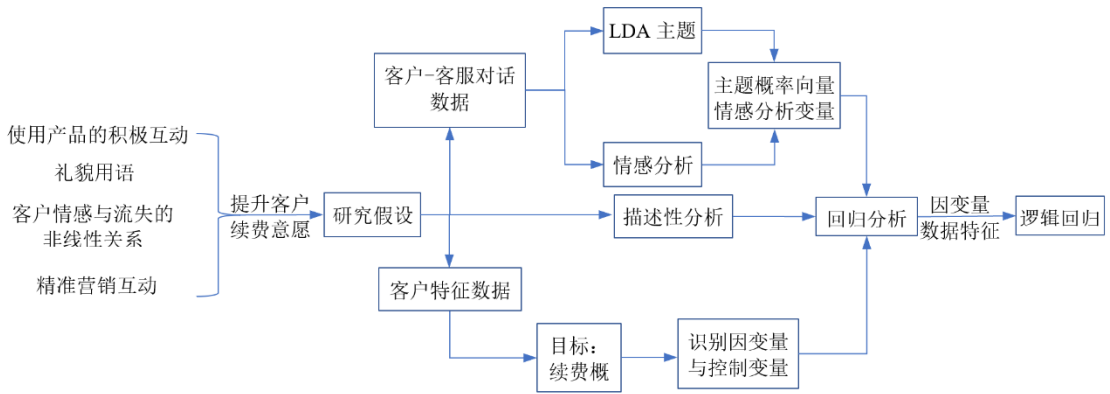 使用产品的积极互动
礼貌用语
客户情感与流失的
非线性关系
精准营销互动
提升客户
续费意愿
研究假设
客户-客服对话
数据
LDA 主题
情感分析
主题概率向量
情感分析变量
描述性分析
客户特征数据
目标：
续费概
识别因变量
与控制变量
回归分析
因变量
数据特征
逻辑回归